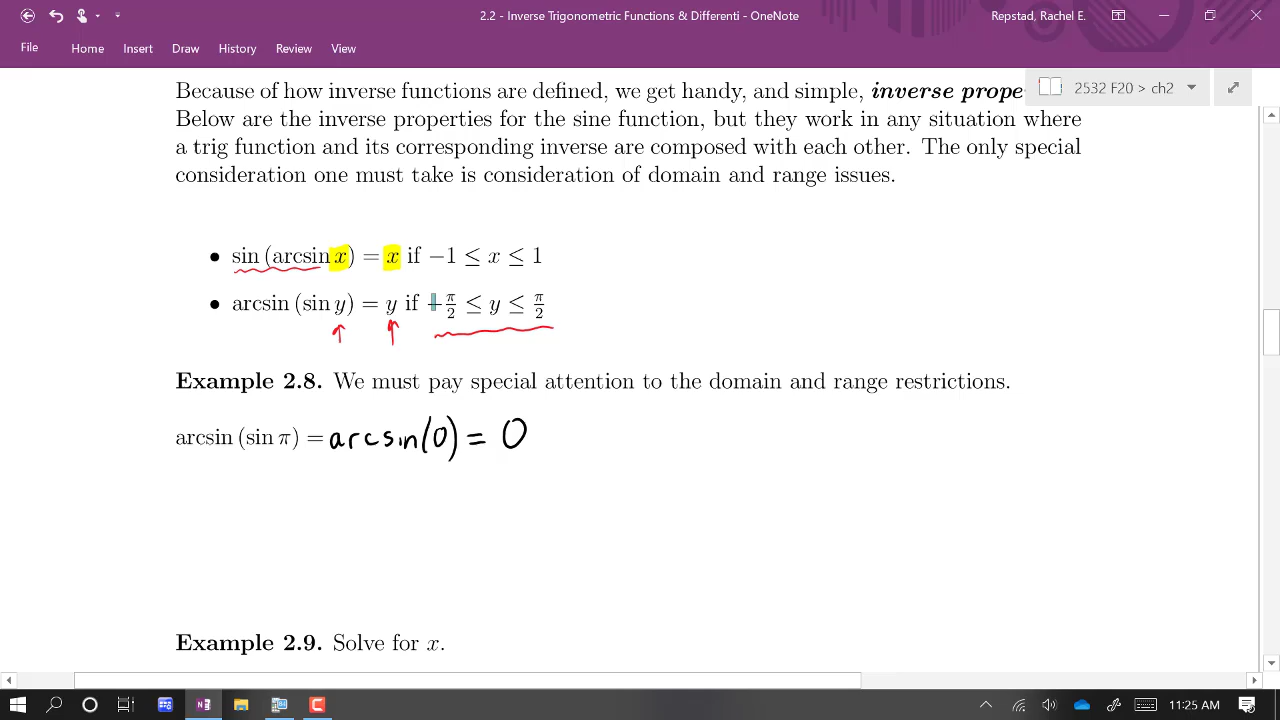 2.2 - Inverse Trigonometric Functions & Differenti - OneNote
Repstad, Rachel E.
File Home Insert Draw History Review View
2532 F20 > ch2
Because of how inverse functions are defined, we get handy, and simple, inverse prope
Below are the inverse properties for the sine function, but they work in any situation where
a trig function and its corresponding inverse are composed with each other. The only special
consideration one must take is consideration of domain and range issues.
• sin (arcsin x) = x if −1 ≤ x ≤ 1
• arcsin (sin y) = y if −π/2 ≤ y ≤ π/2
Example 2.8. We must pay special attention to the domain and range restrictions.
arcsin (sin π) = arcsin(0) = 0
Example 2.9. Solve for x.
11:25 AM